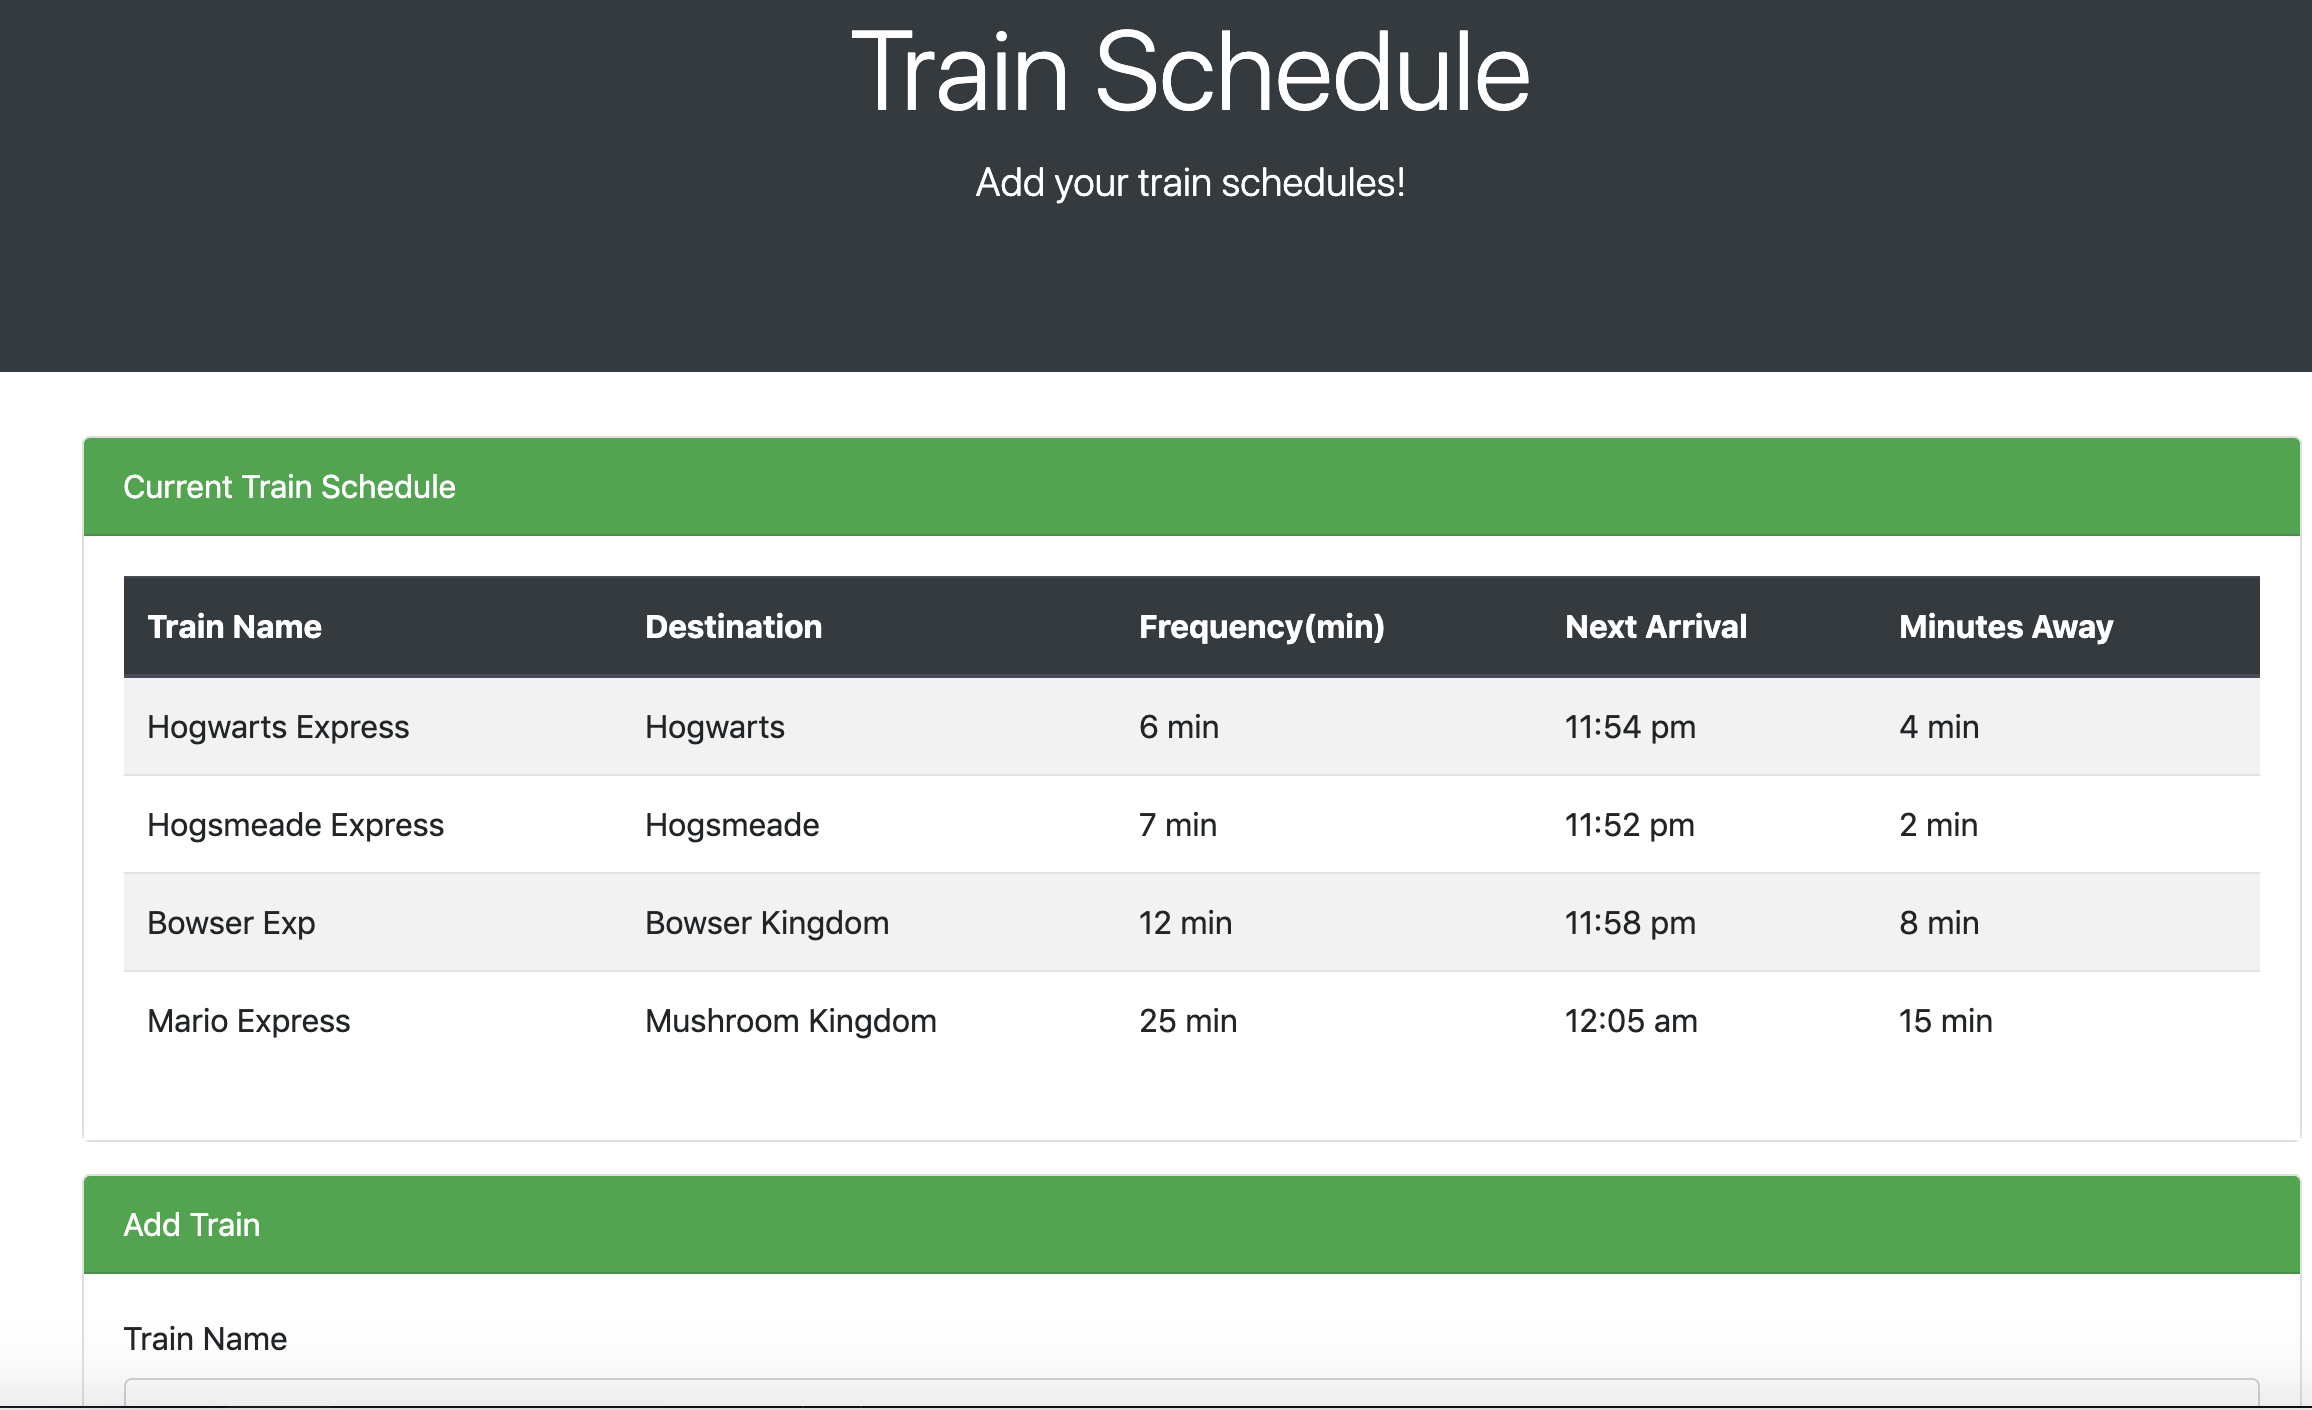 Train Schedule
Add your train schedules!
Current Train Schedule
Train Name Destination Frequency(min) Next Arrival Minutes Away
Hogwarts Express Hogwarts 6 min 11:54 pm 4 min
Hogsmeade Express Hogsmeade 7 min 11:52 pm 2 min
Bowser Exp Bowser Kingdom 12 min 11:58 pm 8 min
Mario Express Mushroom Kingdom 25 min 12:05 am 15 min
Add Train
Train Name